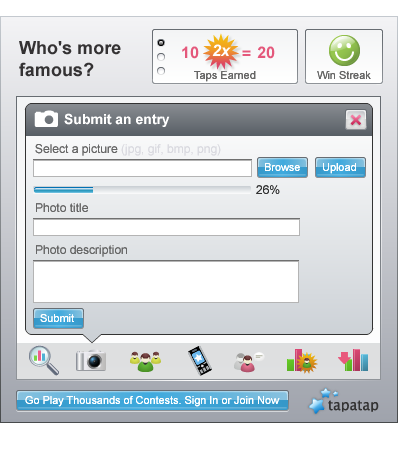 Who's more
famous?
10 2x = 20
Taps Earned
Win Streak
Submit an entry
Select a picture (jpg, gif, bmp, png)
Browse
Upload
26%
Photo title
Photo description
Submit
Go Play Thousands of Contests. Sign In or Join Now
tapatap